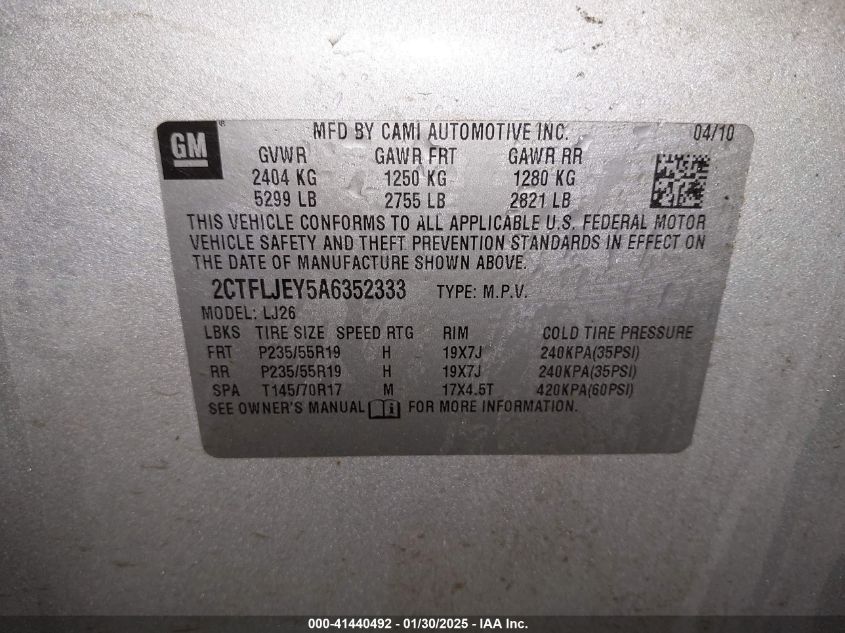 GM
MFD BY CAMI AUTOMOTIVE INC. 04/10
GVWR GAWR FRT GAWR RR
2404 KG 1250 KG 1280 KG
5299 LB 2755 LB 2821 LB
THIS VEHICLE CONFORMS TO ALL APPLICABLE U.S. FEDERAL MOTOR
VEHICLE SAFETY AND THEFT PREVENTION STANDARDS IN EFFECT ON
THE DATE OF MANUFACTURE SHOWN ABOVE.
2CTFLJEY5A6352333 TYPE: M.P.V.
MODEL: LJ26
LBKS TIRE SIZE SPEED RTG RIM COLD TIRE PRESSURE
FRT P235/55R19 H 19X7J 240KPA(35PSI)
RR P235/55R19 H 19X7J 240KPA(35PSI)
SPA T145/70R17 M 17X4.5T 420KPA(60PSI)
SEE OWNER'S MANUAL FOR MORE INFORMATION.
000-41440492 - 01/30/2025 - IAA Inc.